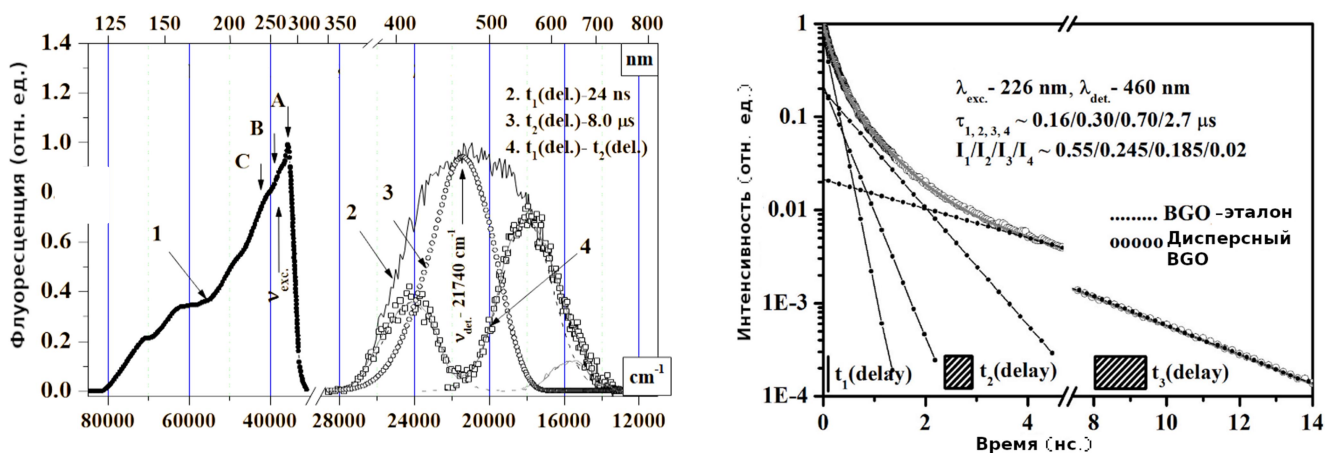 125 150 200 250 300 350 400 500 600 700 800
nm
Флуоресценция (отн. ед.)
1.4
1.2
1.0
0.
0.
0.6
0.4
0.2
0.0
A
B
C
1
ν exc.
2
3
4
ν det. - 21740 cm-1
2. t1(del.)-24 ns
3. t2(del.)-8.0 μs
4. t1(del.)- t2(del.)
cm-1
80000 60000 40000 28000 24000 20000 16000 12000
Интенсивность (отн. ед.)
1
0.1
0.01
1E-3
1E-4
λexc.- 226 nm, λdet.- 460 nm
τ1, 2, 3, 4 ~ 0.16/0.30/0.70/2.7 μs
I1/I2/I3/I4 ~ 0.55/0.245/0.185/0.02
BGO -эталон
Дисперсный
BGO
t1(delay) t2(delay) t3(delay)
0 2 4 8 10 12 14
Время (нс.)